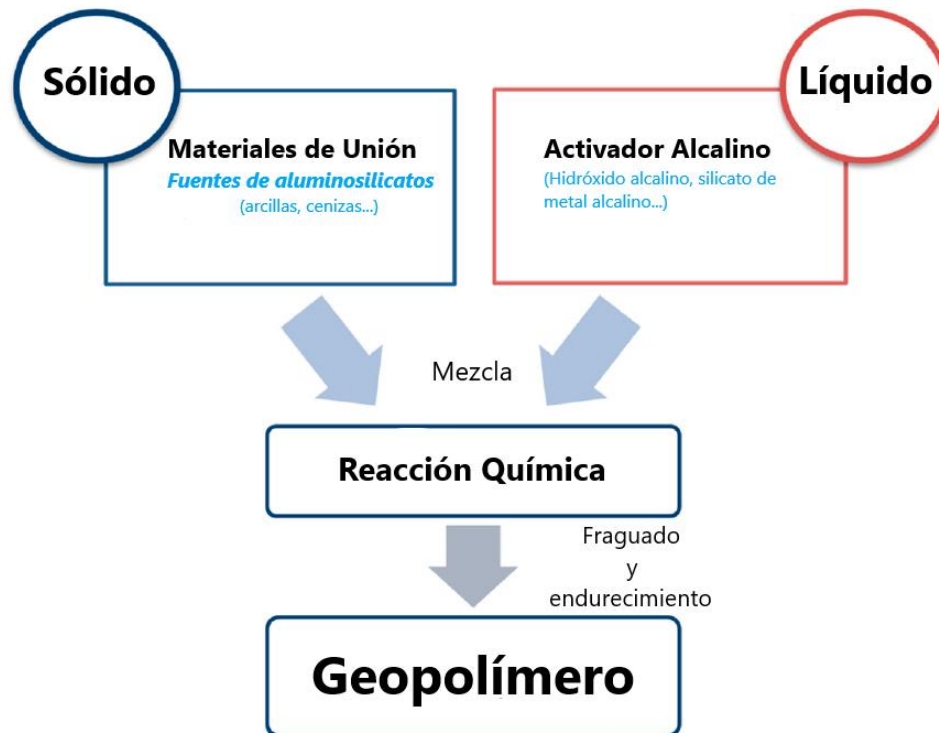 Sólido
Líquido
Materiales de Unión
Fuentes de aluminosilicatos
(arcillas, cenizas...)
Activador Alcalino
(Hidróxido alcalino, silicato de
metal alcalino...)
Mezcla
Reacción Química
Fraguado
y
endurecimiento
Geopolímero